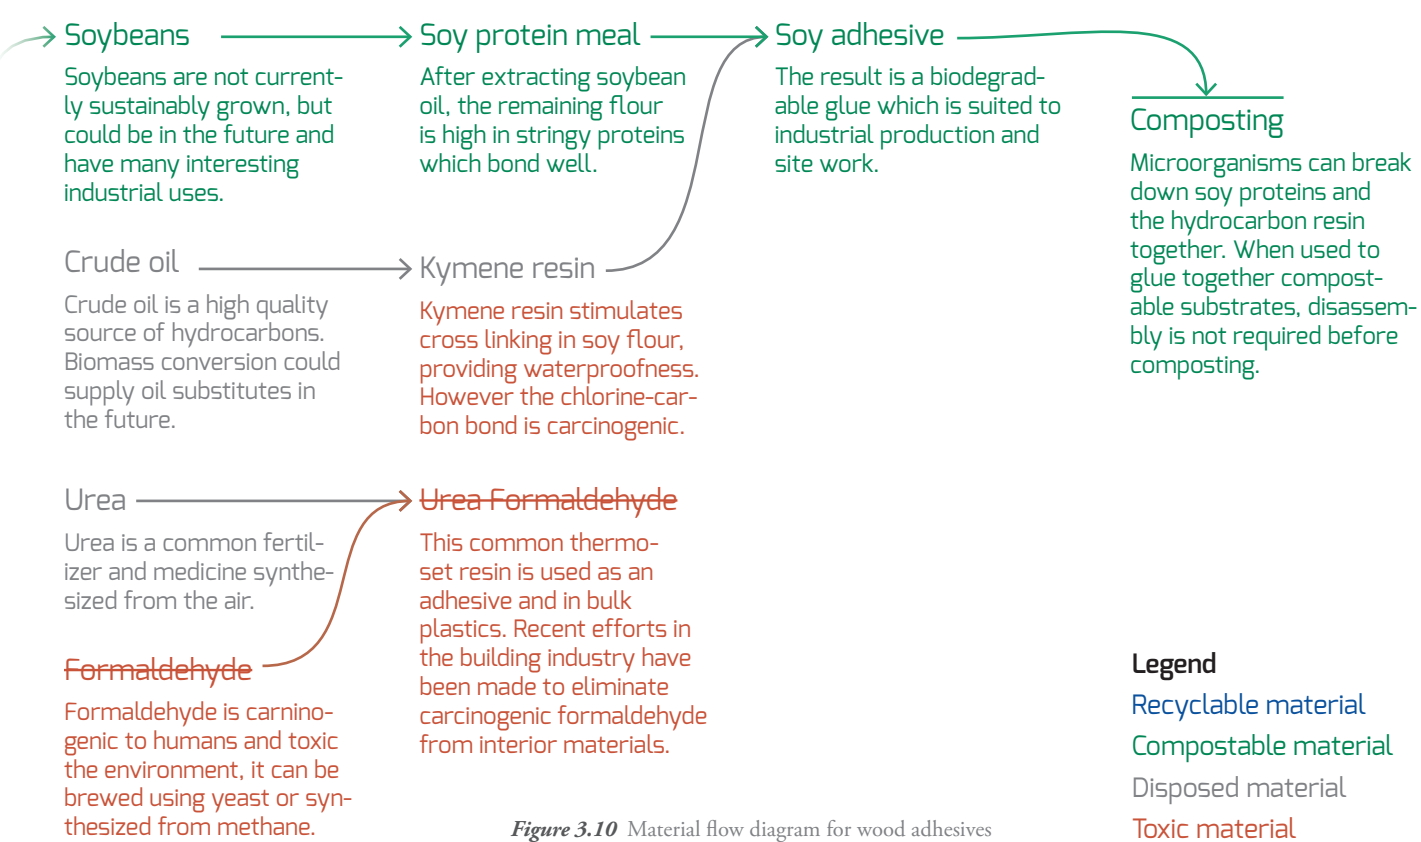 Soybeans
Soybeans are not current-
ly sustainably grown, but
could be in the future and
have many interesting
industrial uses.
Soy protein meal
After extracting soybean
oil, the remaining flour
is high in stringy proteins
which bond well.
Soy adhesive
The result is a biodegrad-
able glue which is suited to
industrial production and
site work.
Composting
Microorganisms can break
down soy proteins and
the hydrocarbon resin
together. When used to
glue together compost-
able substrates, disassem-
bly is not required before
composting.
Crude oil
Crude oil is a high quality
source of hydrocarbons.
Biomass conversion could
supply oil substitutes in
the future.
Kymene resin
Kymene resin stimulates
cross linking in soy flour,
providing waterproofness.
However the chlorine-car-
bon bond is carcinogenic.
Urea
Urea is a common fertil-
izer and medicine synthe-
sized from the air.
Urea Formaldehyde
This common thermo-
set resin is used as an
adhesive and in bulk
plastics. Recent efforts in
the building industry have
been made to eliminate
carcinogenic formaldehyde
from interior materials.
Formaldehyde
Formaldehyde is carnino-
genic to humans and toxic
the environment, it can be
brewed using yeast or syn-
thesized from methane.
Legend
Recyclable material
Compostable material
Disposed material
Toxic material
Figure 3.10 Material flow diagram for wood adhesives